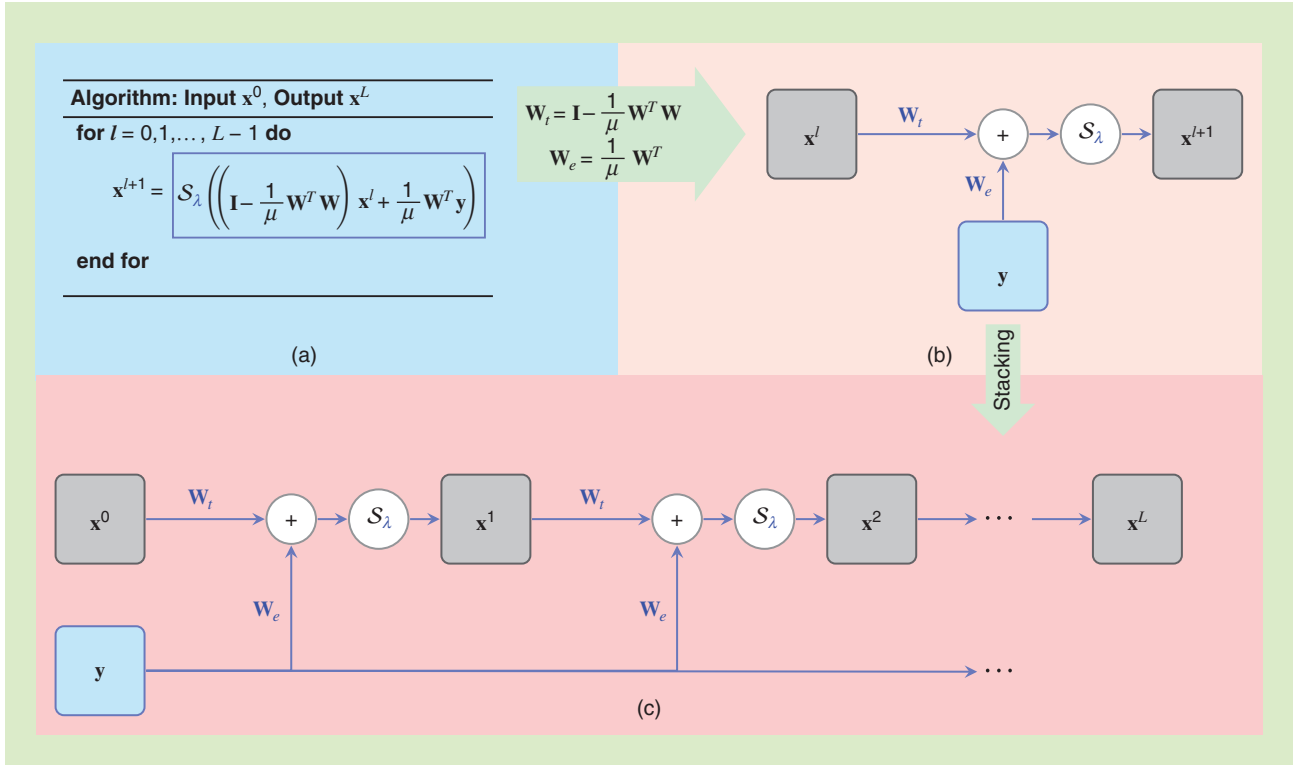 Algorithm: Input x^0, Output x^L
for l = 0,1,..., L − 1 do
x^{l+1} = S_λ((I − 1/μ W^T W) x^l + 1/μ W^T y)
end for
(a)
W_t = I − 1/μ W^T W
W_e = 1/μ W^T
x^l
W_t
+
S_λ
x^{l+1}
W_e
y
(b)
Stacking
x^0
W_t
+
S_λ
x^1
W_t
+
S_λ
x^2
...
x^L
W_e
W_e
y
...
(c)